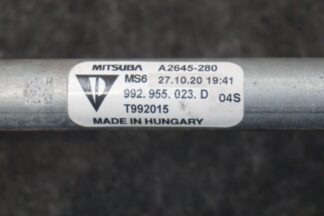 MITSUBA A2645-280
MS6 27.10.20 19:41
992.955.023.D 04S
T992015
MADE IN HUNGARY